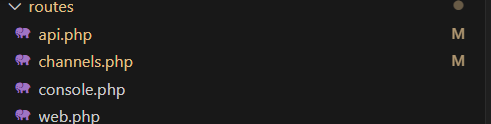 routes
api.php M
channels.php M
console.php
web.php